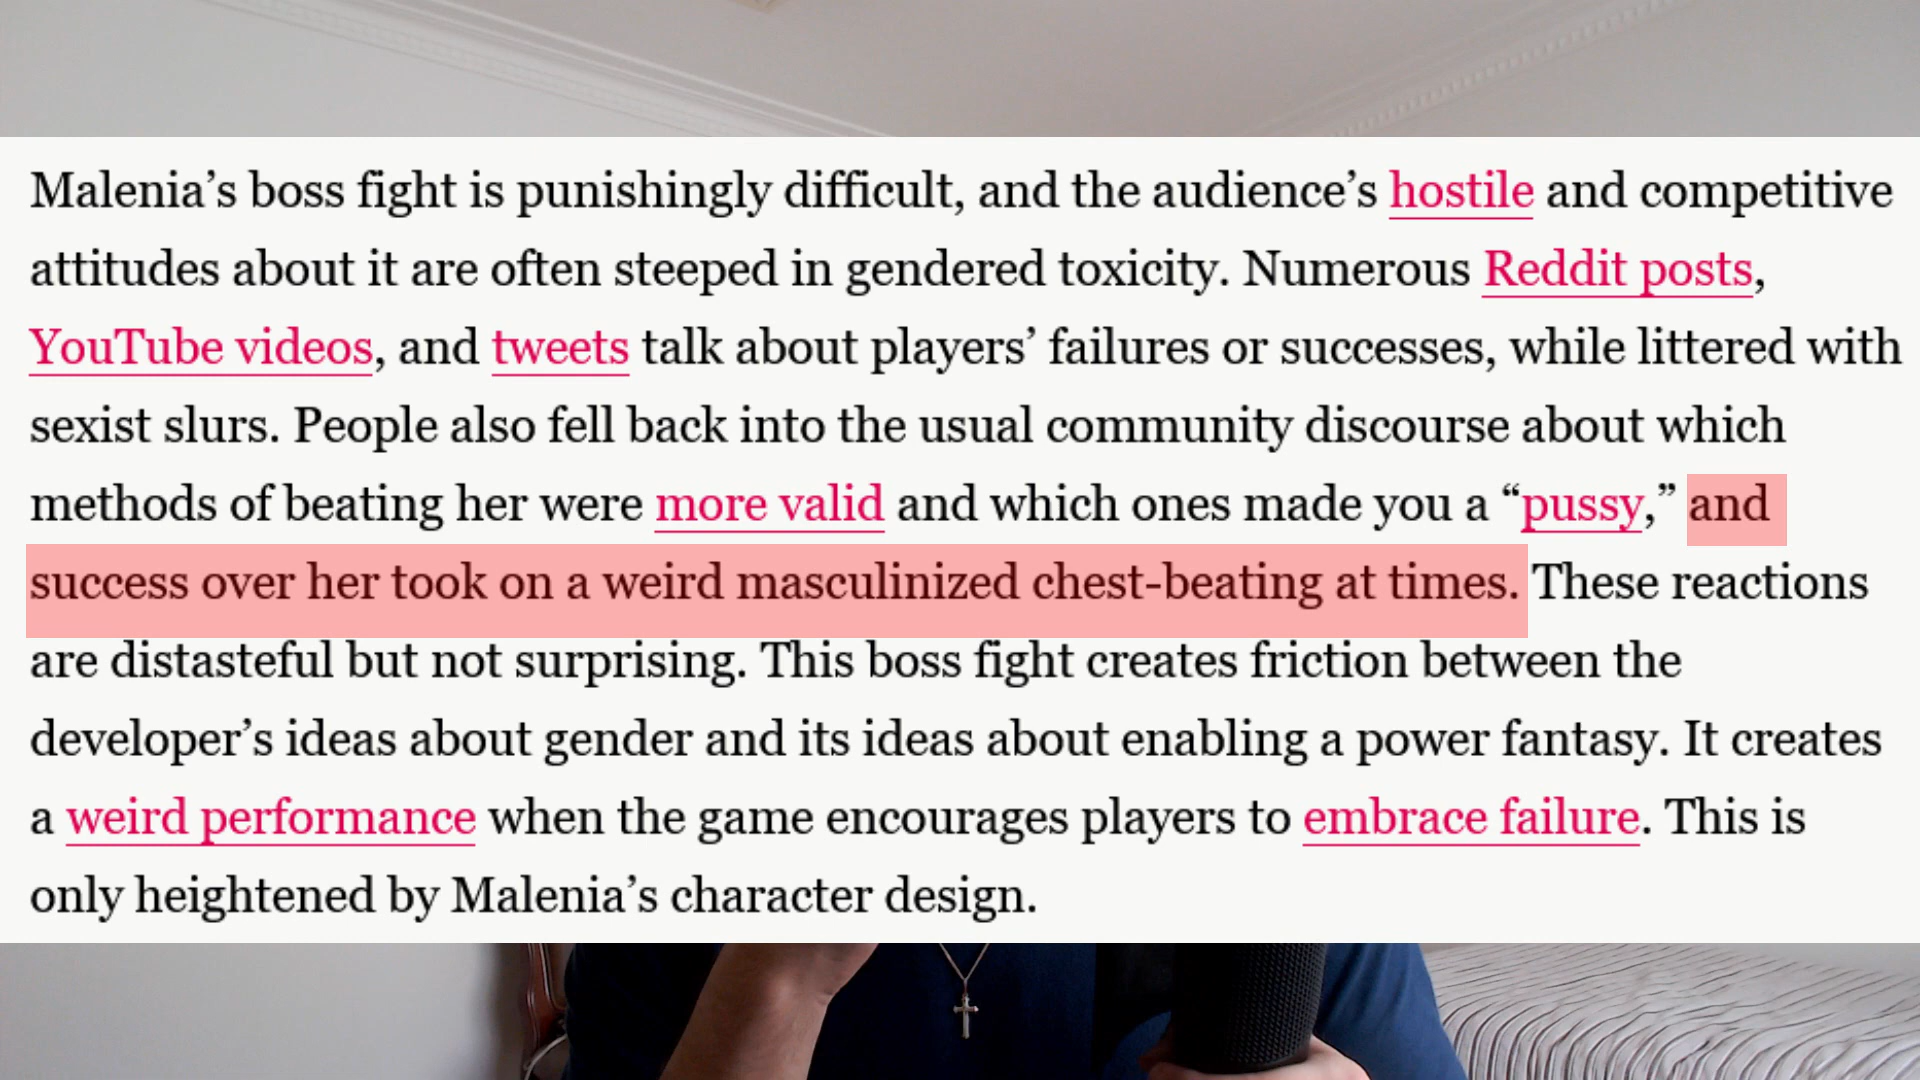 Malenia’s boss fight is punishingly difficult, and the audience’s hostile and competitive
attitudes about it are often steeped in gendered toxicity. Numerous Reddit posts,
YouTube videos, and tweets talk about players’ failures or successes, while littered with
sexist slurs. People also fell back into the usual community discourse about which
methods of beating her were more valid and which ones made you a “pussy,” and
success over her took on a weird masculinized chest-beating at times. These reactions
are distasteful but not surprising. This boss fight creates friction between the
developer’s ideas about gender and its ideas about enabling a power fantasy. It creates
a weird performance when the game encourages players to embrace failure. This is
only heightened by Malenia’s character design.